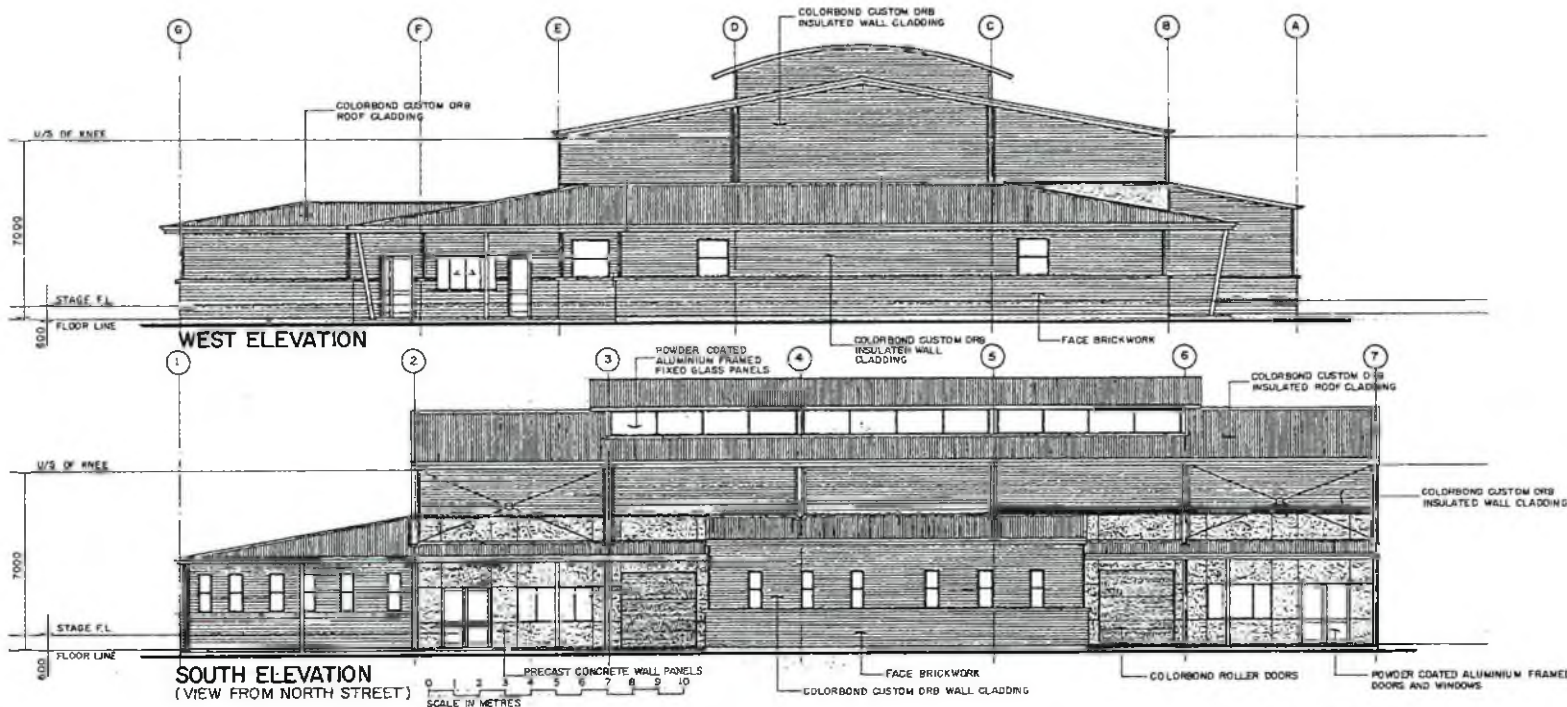 COLORBOND CUSTOM ORB
INSULATED WALL CLADDING
G
F
E
D
C
B
A
COLORBOND CUSTOM ORB
ROOF CLADDING
U/S OF KNEE
7000
STAGE F.L.
FLOOR LINE
600
WEST ELEVATION
COLORBOND CUSTOM ORB
INSULATED WALL
CLADDING
FACE BRICKWORK
1
2
3
4
5
6
7
POWDER COATED
ALUMINIUM FRAMED
FIXED GLASS PANELS
COLORBOND CUSTOM ORB
INSULATED ROOF CLADDING
U/S OF KNEE
COLORBOND CUSTOM ORB
INSULATED WALL CLADDING
7000
STAGE F.L.
FLOOR LINE
600
SOUTH ELEVATION
(VIEW FROM NORTH STREET)
PRECAST CONCRETE WALL PANELS
0 1 2 3 4 5 6 7 8 9 10
SCALE IN METRES
FACE BRICKWORK
COLORBOND CUSTOM ORB WALL CLADDING
COLORBOND ROLLER DOORS
POWDER COATED ALUMINIUM FRAMED
DOORS AND WINDOWS